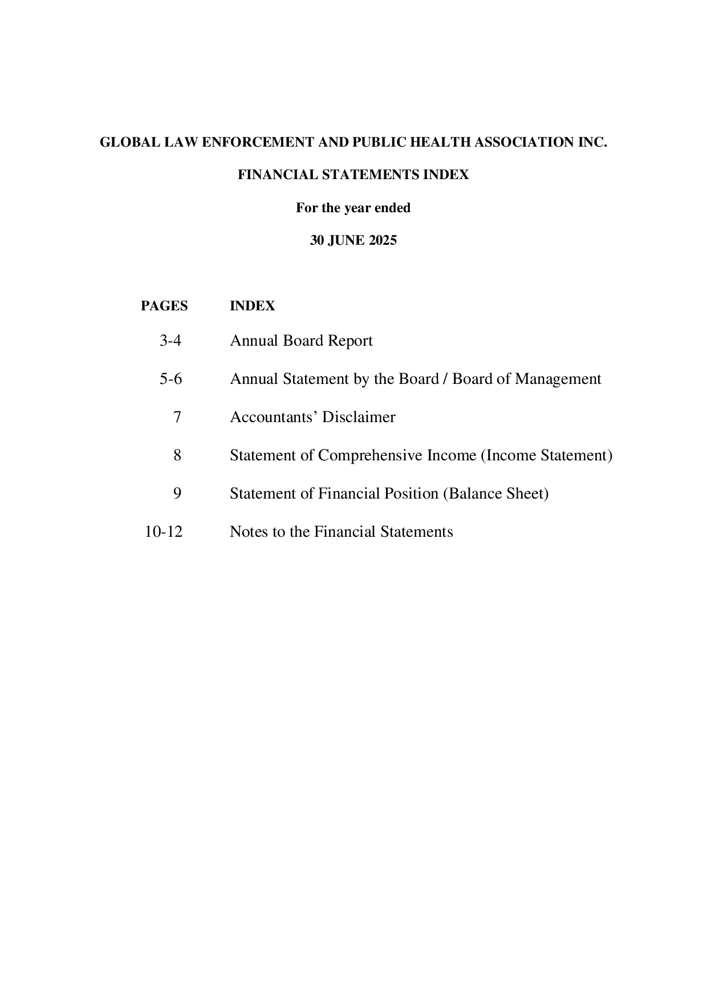 GLOBAL LAW ENFORCEMENT AND PUBLIC HEALTH ASSOCIATION INC.
FINANCIAL STATEMENTS INDEX
For the year ended
30 JUNE 2025
PAGES INDEX
3-4 Annual Board Report
5-6 Annual Statement by the Board / Board of Management
7 Accountants’ Disclaimer
8 Statement of Comprehensive Income (Income Statement)
9 Statement of Financial Position (Balance Sheet)
10-12 Notes to the Financial Statements